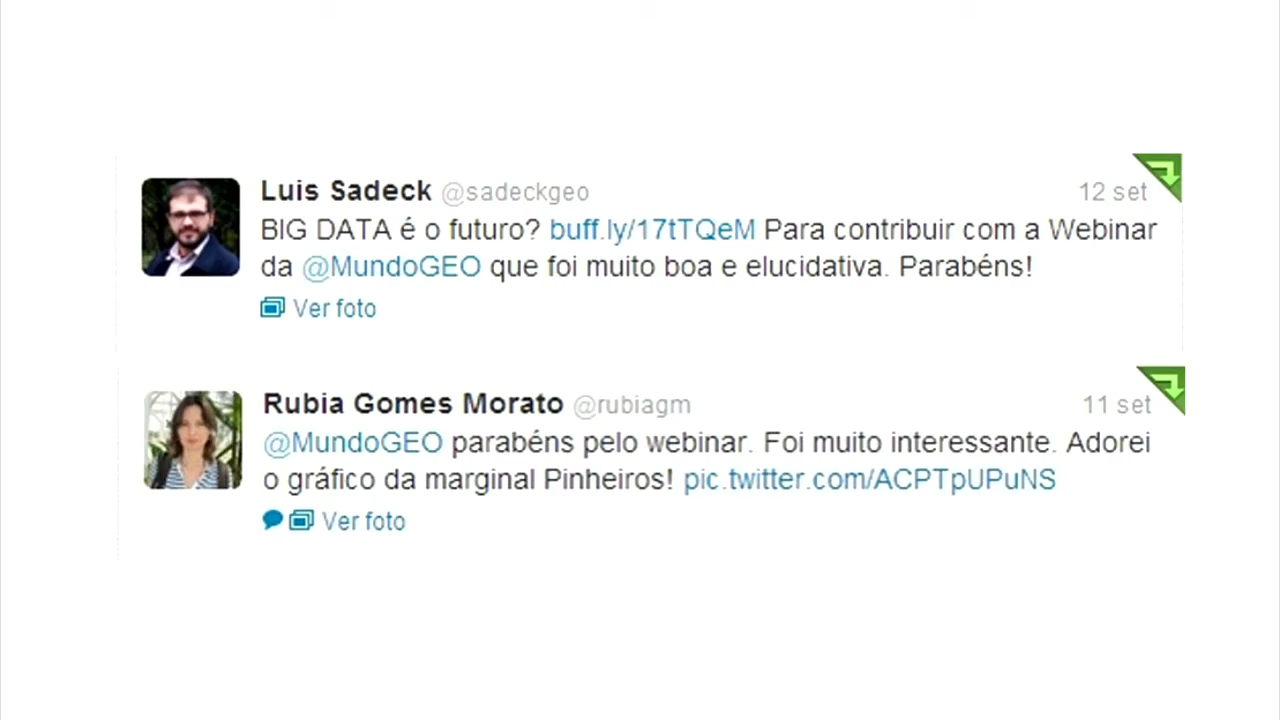 Luis Sadeck @sadeckgeo 12 set
BIG DATA é o futuro? buff.ly/17tTQeM Para contribuir com a Webinar
da @MundoGEO que foi muito boa e elucidativa. Parabéns!
Ver foto
Rubia Gomes Morato @rubiagm 11 set
@MundoGEO parabéns pelo webinar. Foi muito interessante. Adorei
o gráfico da marginal Pinheiros! pic.twitter.com/ACPTpUPuNS
Ver foto